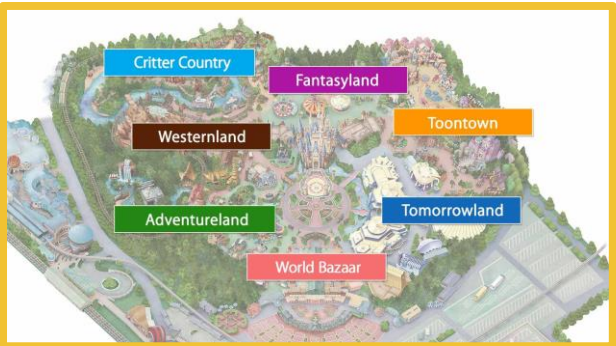 Critter Country
Fantasyland
Toontown
Westernland
Adventureland
Tomorrowland
World Bazaar